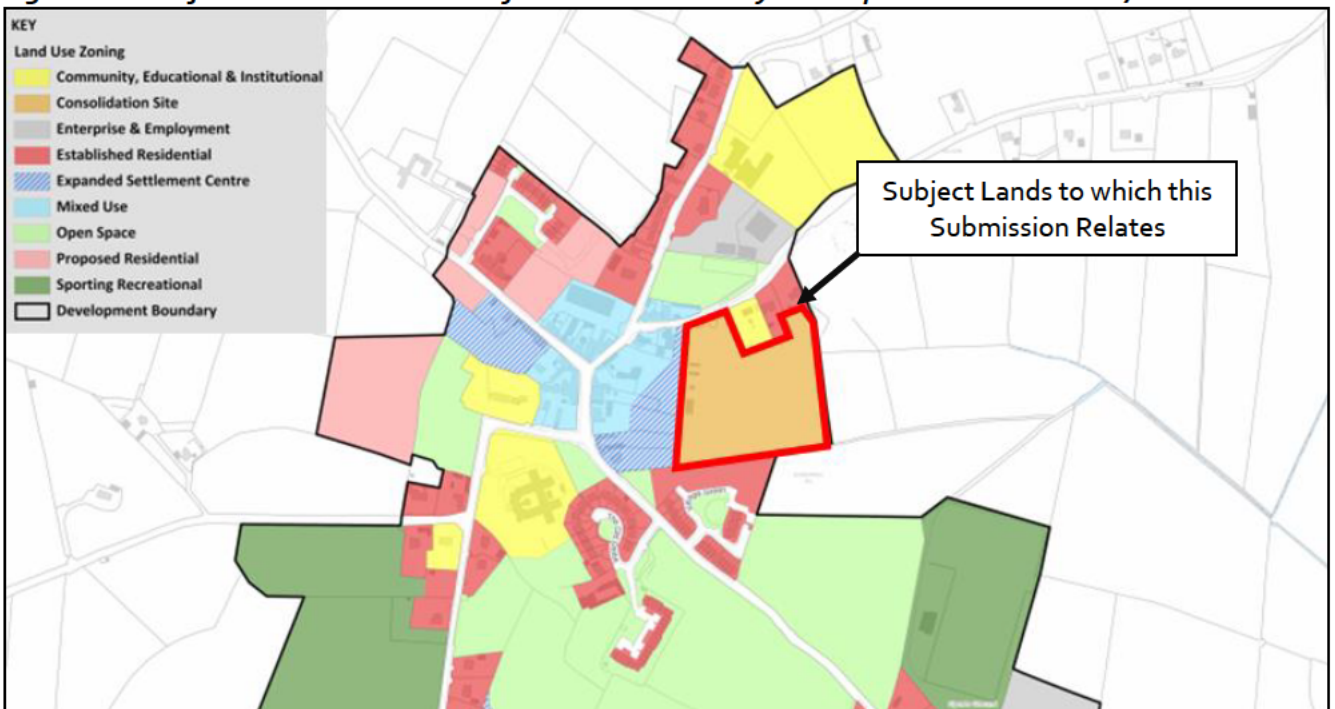 KEY
Land Use Zoning
Community, Educational & Institutional
Consolidation Site
Enterprise & Employment
Established Residential
Expanded Settlement Centre
Mixed Use
Open Space
Proposed Residential
Sporting Recreational
Development Boundary
Subject Lands to which this
Submission Relates